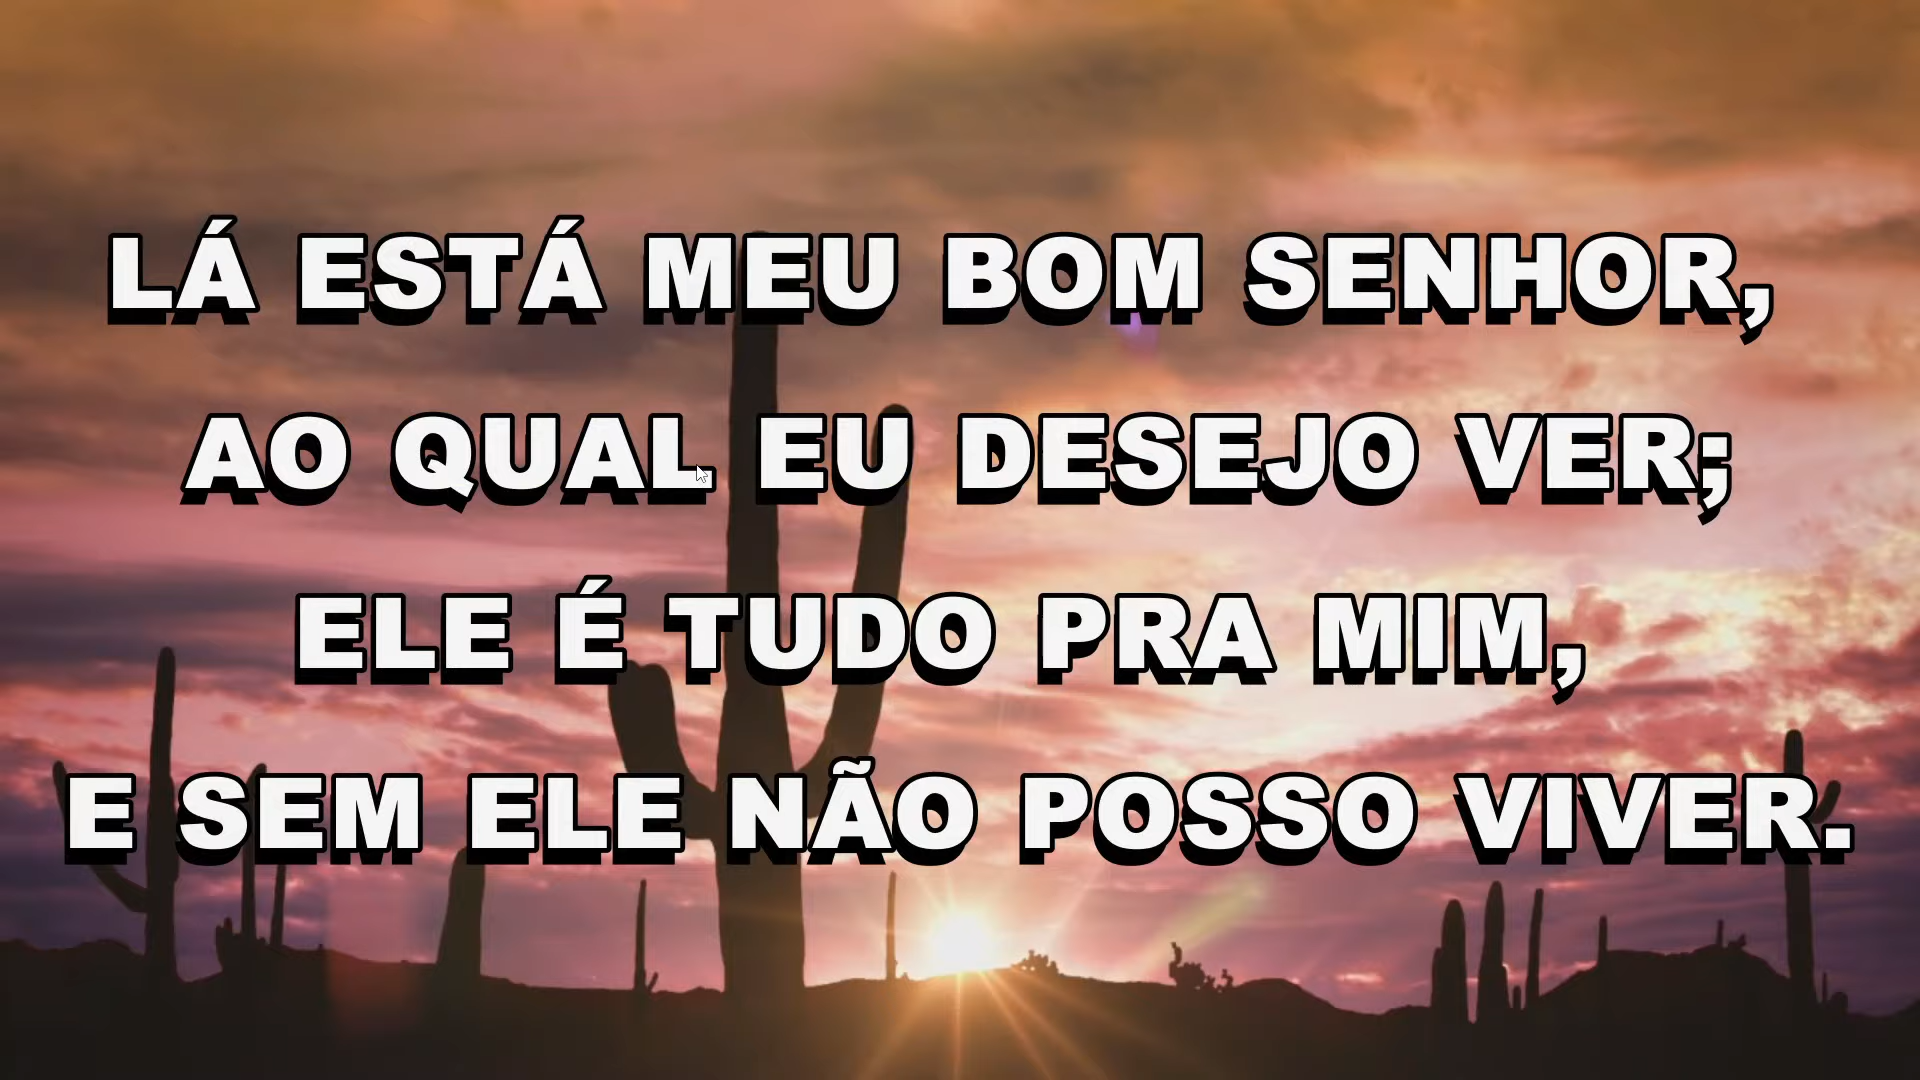 LÁ ESTÁ MEU BOM SENHOR,
AO QUAL EU DESEJO VER;
ELE É TUDO PRA MIM,
E SEM ELE NÃO POSSO VIVER.